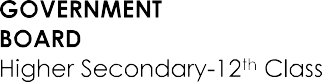 GOVERNMENT
BOARD
Higher Secondary-12th Class